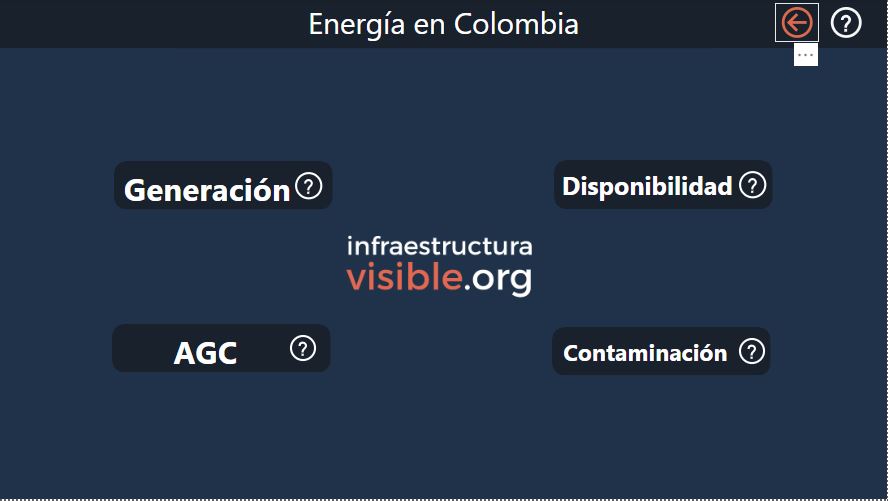 Energía en Colombia
Generación
Disponibilidad
infraestructura
visible.org
AGC
Contaminación